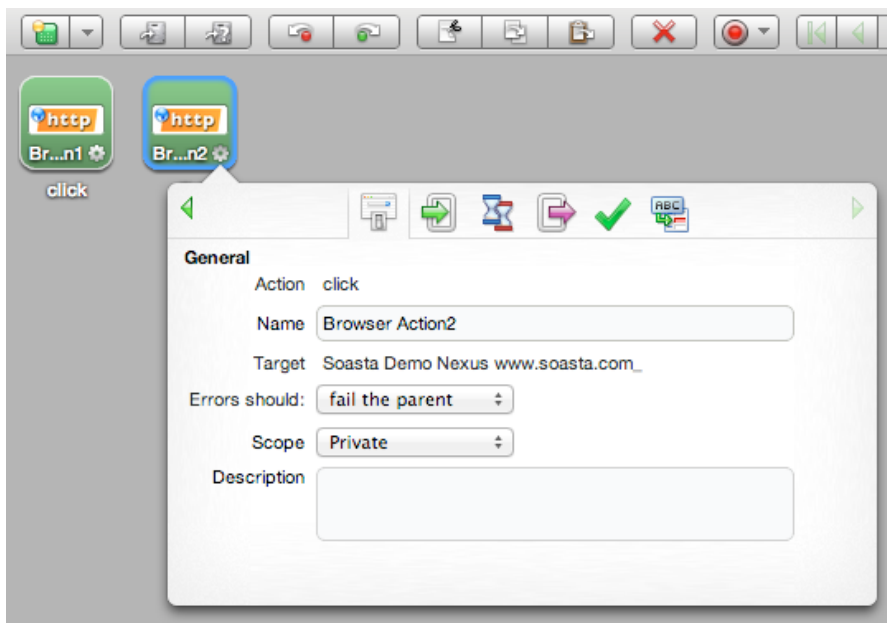 http
http
Br...n1
Br...n2
click
ABC
General
Action click
Name Browser Action2
Target Soasta Demo Nexus www.soasta.com_
Errors should: fail the parent
Scope Private
Description